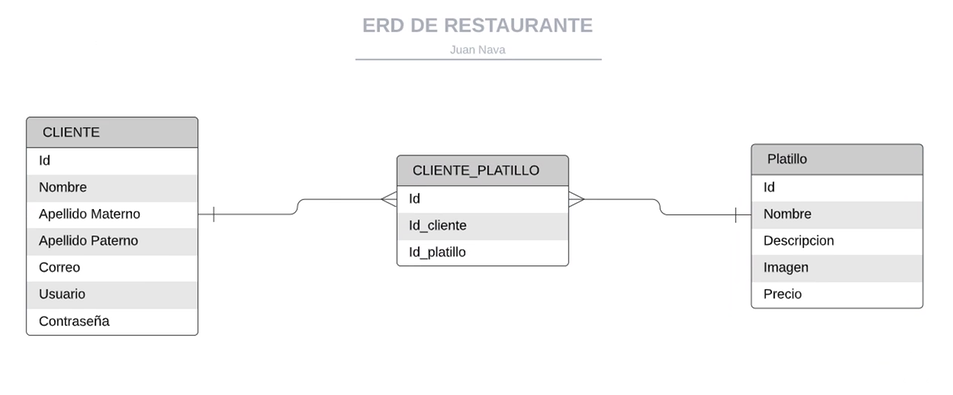 ERD DE RESTAURANTE
Juan Nava
CLIENTE
Id
Nombre
Apellido Materno
Apellido Paterno
Correo
Usuario
Contraseña
CLIENTE_PLATILLO
Id
Id_cliente
Id_platillo
Platillo
Id
Nombre
Descripcion
Imagen
Precio